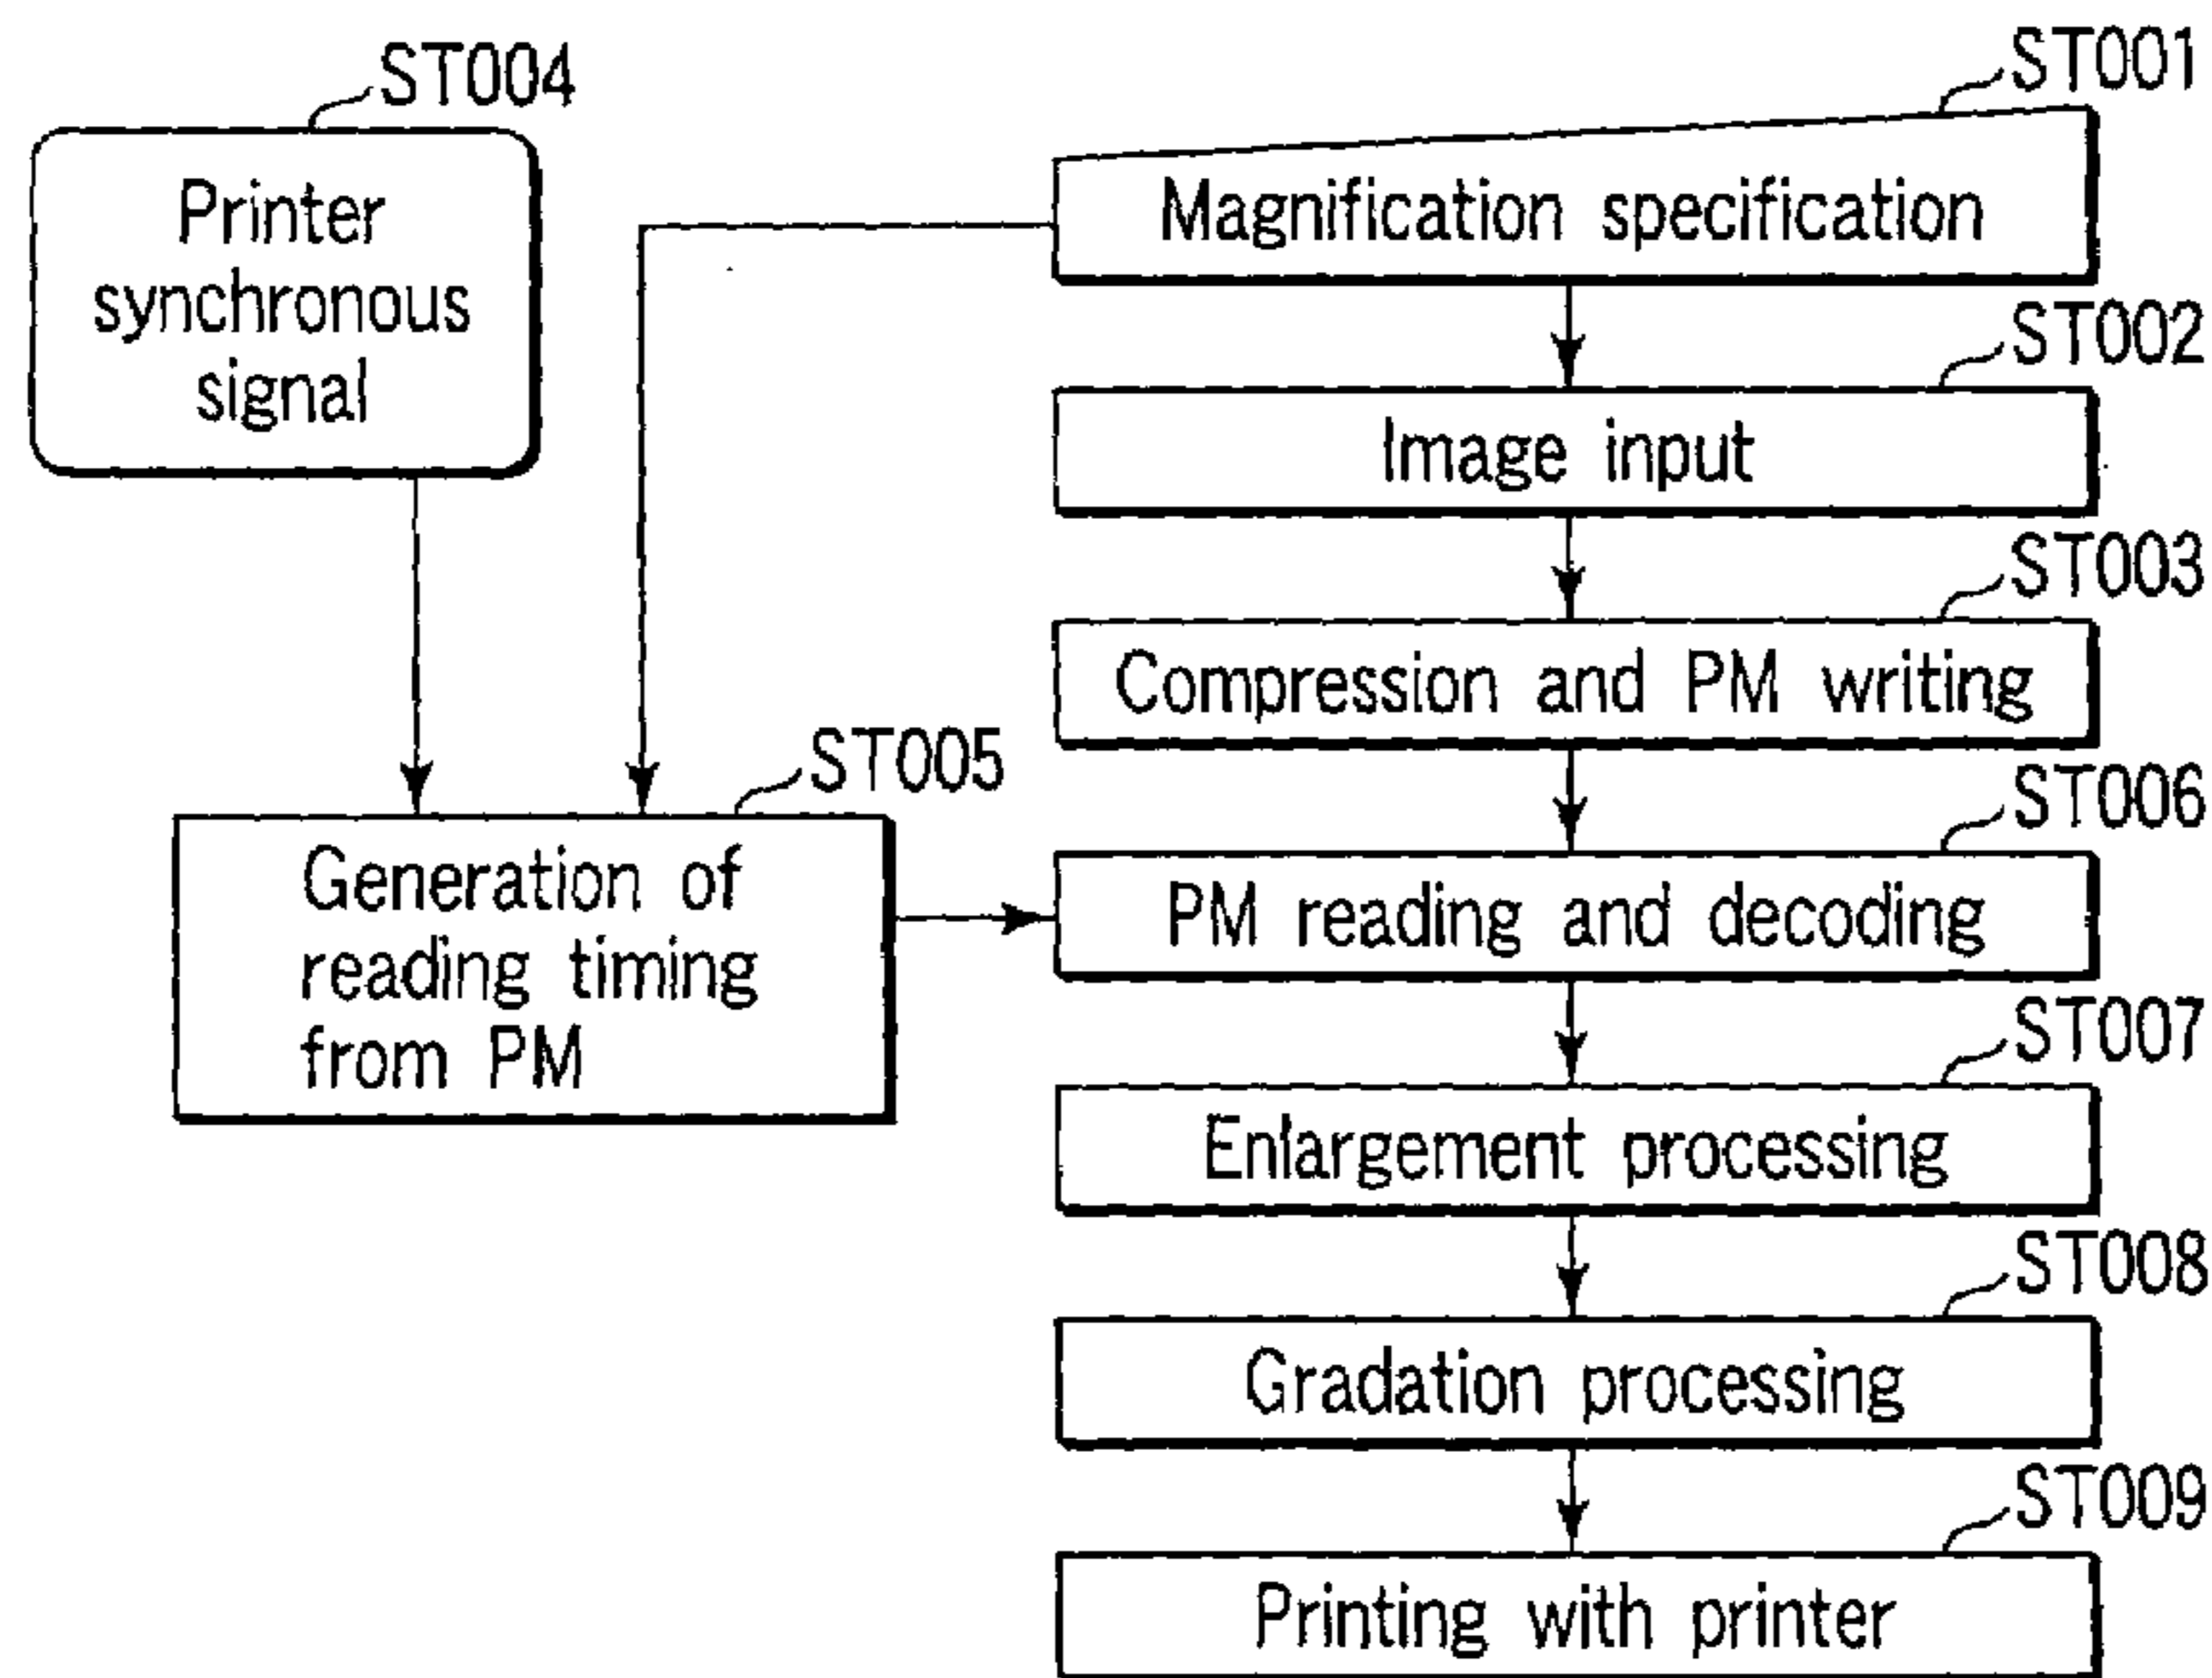 ST004
Printer
synchronous
signal
ST001
Magnification specification
ST002
Image input
ST003
Compression and PM writing
ST005
Generation of
reading timing
from PM
ST006
PM reading and decoding
ST007
Enlargement processing
ST008
Gradation processing
ST009
Printing with printer